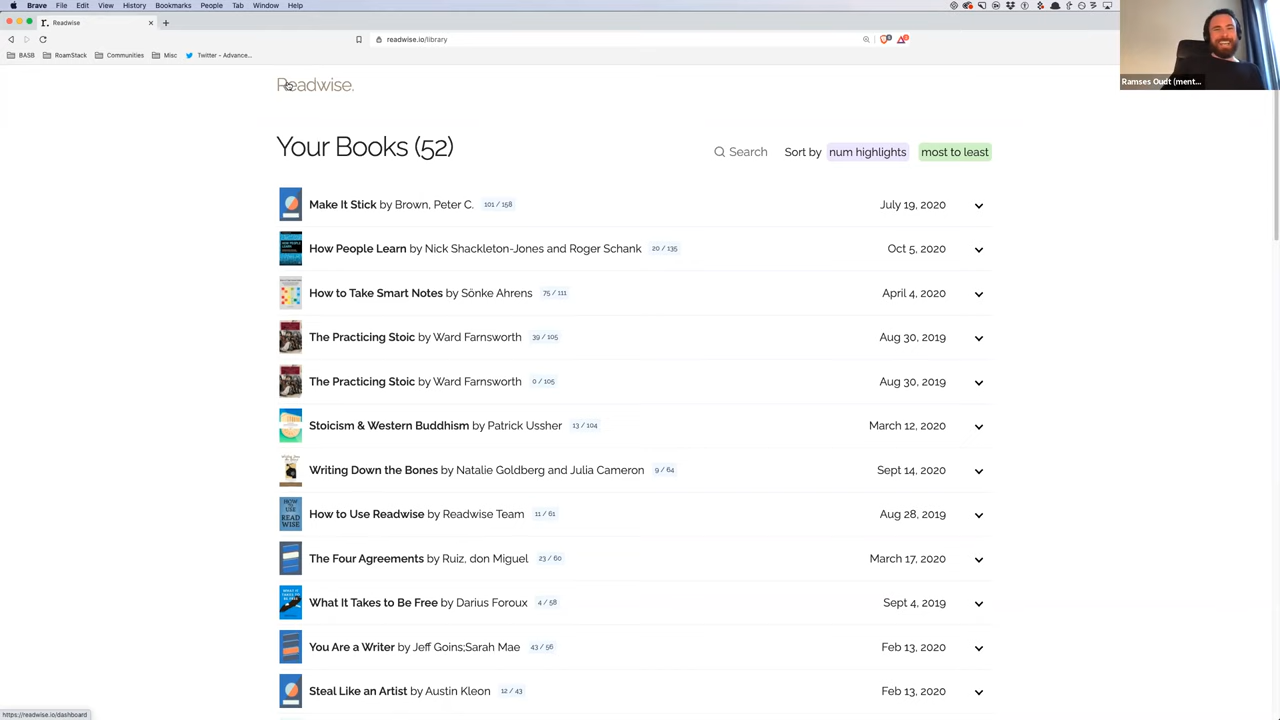 Brave File Edit View History Bookmarks People Tab Window Help
r. Readwise
readwise.io/library
BASB RoamStack Communities Misc Twitter - Advance...
Ramses Oudt (ment...
Readwise.
Your Books (52)
Search Sort by num highlights most to least
Make It Stick by Brown, Peter C. 101 / 158 July 19, 2020
How People Learn by Nick Shackleton-Jones and Roger Schank 20 / 135 Oct 5, 2020
How to Take Smart Notes by Sönke Ahrens 75 / 111 April 4, 2020
The Practicing Stoic by Ward Farnsworth 39 / 105 Aug 30, 2019
The Practicing Stoic by Ward Farnsworth 0 / 105 Aug 30, 2019
Stoicism & Western Buddhism by Patrick Ussher 13 / 104 March 12, 2020
Writing Down the Bones by Natalie Goldberg and Julia Cameron 9 / 64 Sept 14, 2020
HOW TO USE READ WISE How to Use Readwise by Readwise Team 11 / 61 Aug 28, 2019
The Four Agreements by Ruiz, don Miguel 23 / 60 March 17, 2020
What It Takes to Be Free by Darius Foroux 4 / 58 Sept 4, 2019
You Are a Writer by Jeff Goins;Sarah Mae 43 / 56 Feb 13, 2020
Steal Like an Artist by Austin Kleon 12 / 43 Feb 13, 2020
https://readwise.io/dashboard